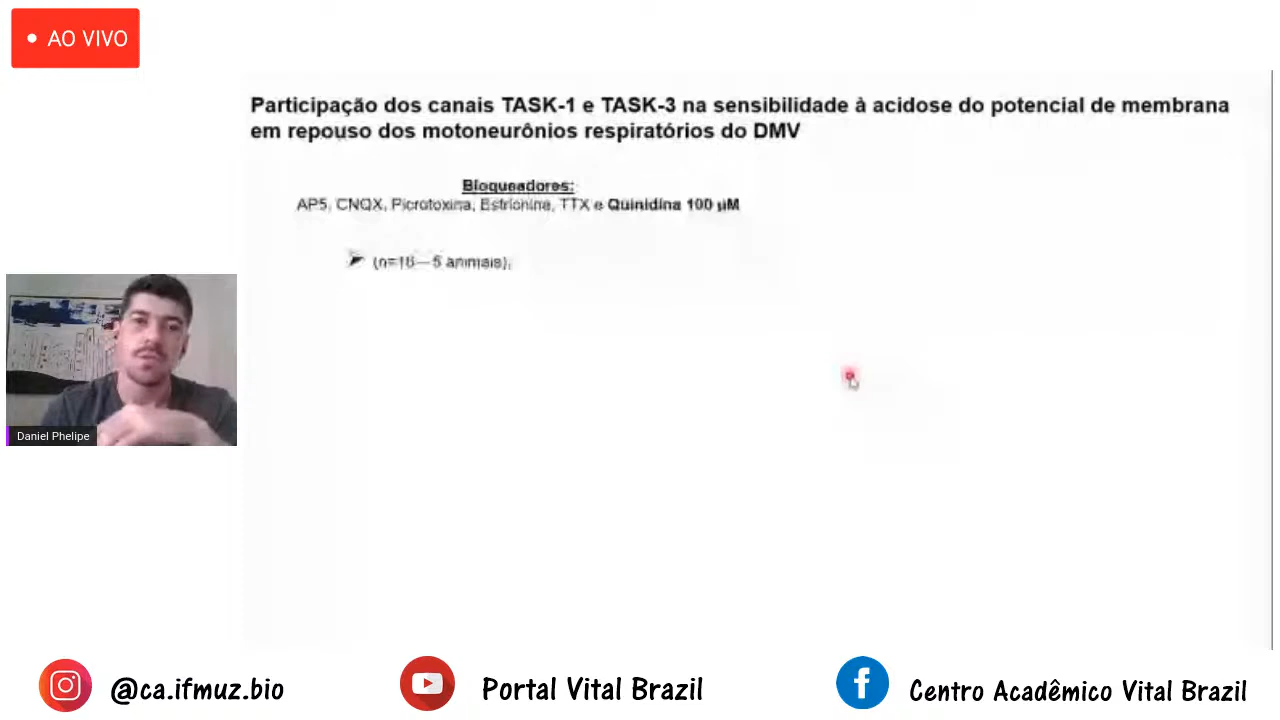 AO VIVO
Participação dos canais TASK-1 e TASK-3 na sensibilidade à acidose do potencial de membrana
em repouso dos motoneurônios respiratórios do DMV
Bloqueadores:
AP5, CNQX, Picrotoxina, Estricnina, TTX e Quinidina 100 µM
animais),
Daniel Phelipe
@ca.ifmuz.bio
Portal Vital Brazil
Centro Acadêmico Vital Brazil